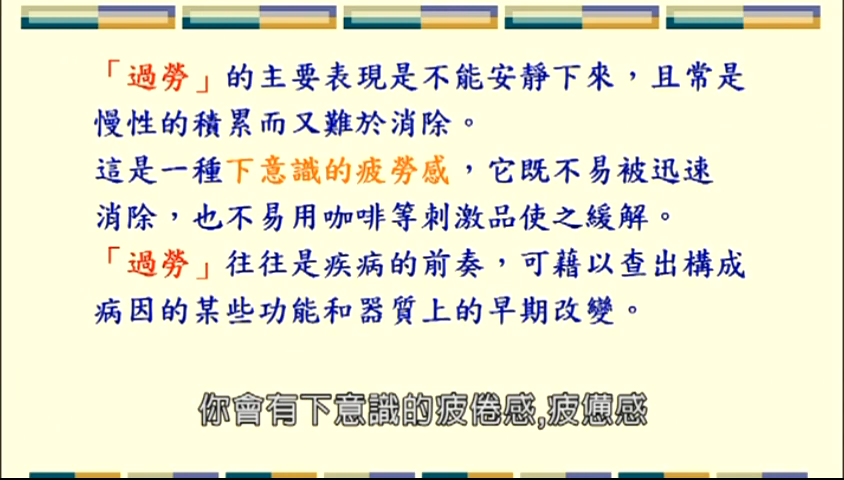 「過勞」的主要表現是不能安靜下來，且常是
慢性的積累而又難於消除。
這是一種下意識的疲勞感，它既不易被迅速
消除，也不易用咖啡等刺激品使之緩解。
「過勞」往往是疾病的前奏，可藉以查出構成
病因的某些功能和器質上的早期改變。
你會有下意識的疲倦感,疲憊感